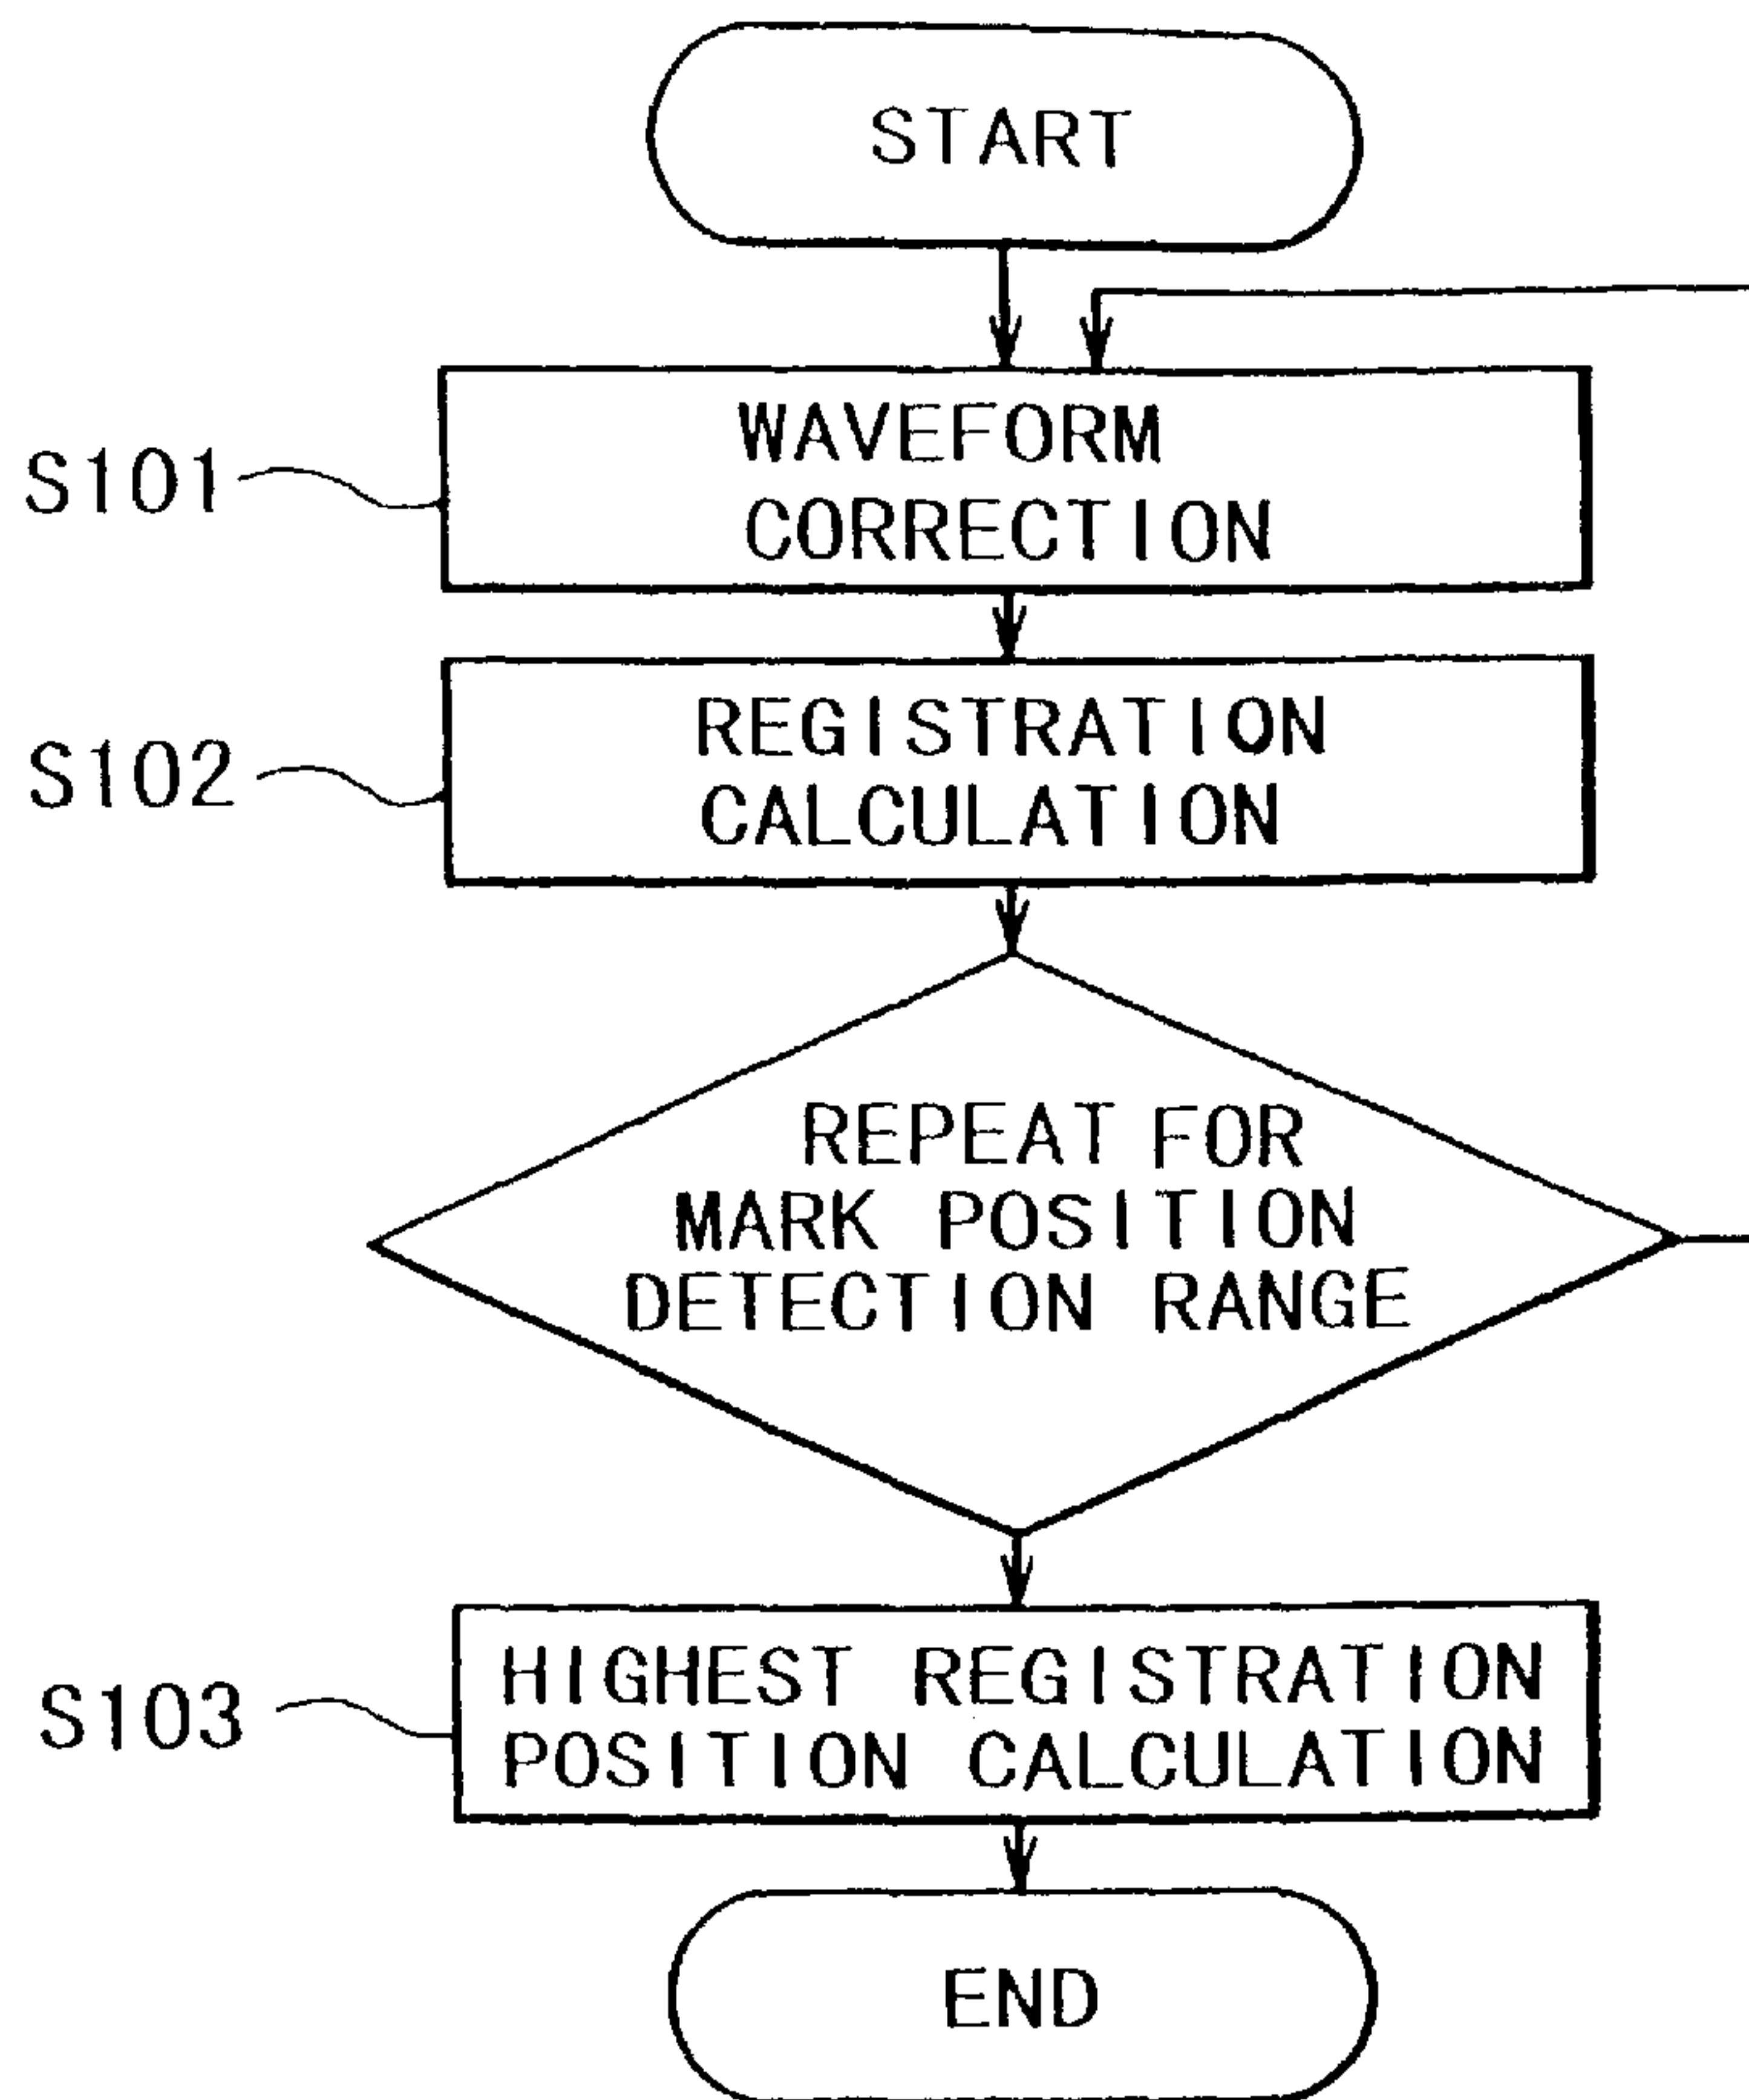 START
S101
WAVEFORM
CORRECTION
S102
REGISTRATION
CALCULATION
REPEAT FOR
MARK POSITION
DETECTION RANGE
S103
HIGHEST REGISTRATION
POSITION CALCULATION
END